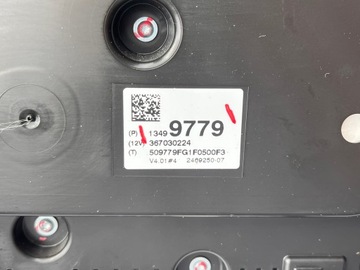 (P) 1349 9779
(12V) 367030224
(T) 509779FG1F0500F3
V4.01#4 2469250-07